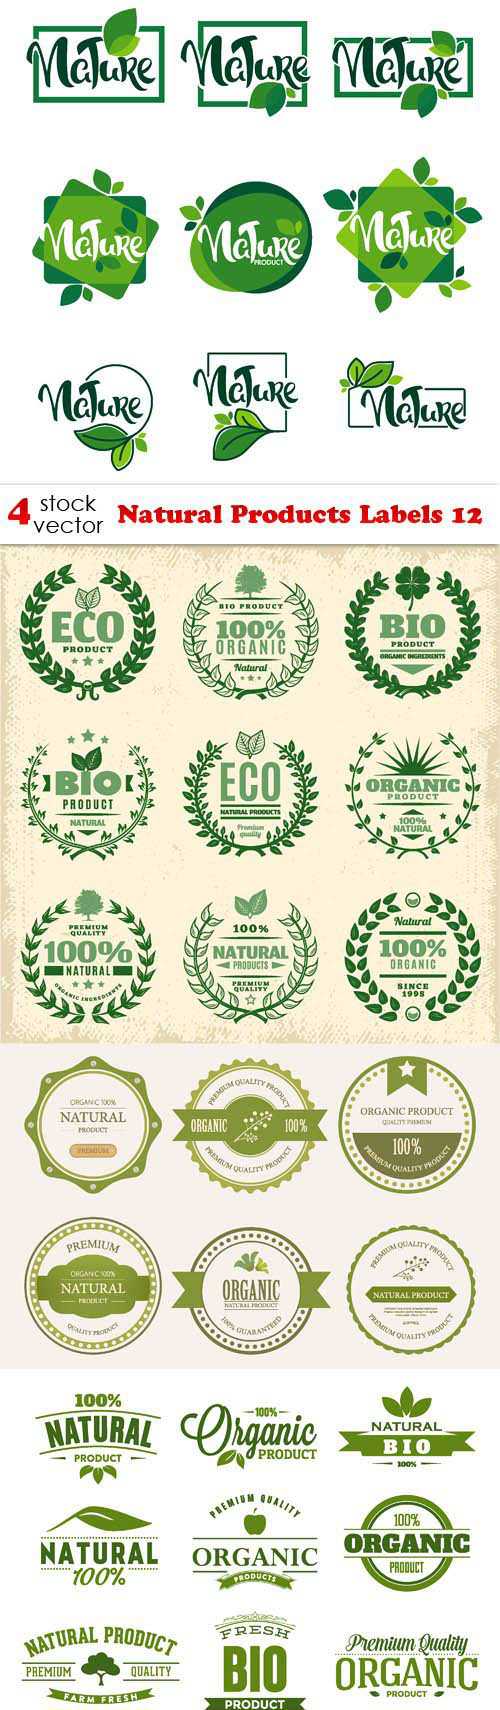 NaTure
NaTure
NaTure
NaTure
NaTure
PRODUCT
NaTure
NaTure
NaTure
NaTure
4 stock vector
Natural Products Labels 12
ECO
PRODUCT
BIO PRODUCT
100%
ORGANIC
Natural
BIO
PRODUCT
ORGANIC INGREDIENTS
BIO
PRODUCT
NATURAL
ECO
NATURAL PRODUCTS
Premium
quality
ORGANIC
PRODUCT
100%
NATURAL
PREMIUM
QUALITY
100%
NATURAL
ORGANIC INGREDIENTS
100%
NATURAL
PRODUCTS
PREMIUM QUALITY
Natural
100%
ORGANIC
SINCE
1995
ORGANIC 100%
NATURAL
PRODUCT
PREMIUM
PREMIUM QUALITY PRODUCT
ORGANIC 100%
PREMIUM QUALITY PRODUCT
ORGANIC PRODUCT
QUALITY PREMIUM
100%
PREMIUM QUALITY PRODUCT
PREMIUM
ORGANIC 100%
NATURAL
PRODUCT
QUALITY PRODUCT
ORGANIC
NATURAL PRODUCT
100% GUARANTEED
PREMIUM QUALITY PRODUCT
NATURAL PRODUCT
PREMIUM QUALITY PRODUCT
100%
NATURAL
PRODUCT
100%
Organic
PRODUCT
NATURAL
BIO
100%
NATURAL
100%
PREMIUM QUALITY
ORGANIC
PRODUCTS
100%
ORGANIC
PRODUCT
NATURAL PRODUCT
PREMIUM QUALITY
FARM FRESH
FRESH
BIO
PRODUCT
Premium Quality
ORGANIC
PRODUCT